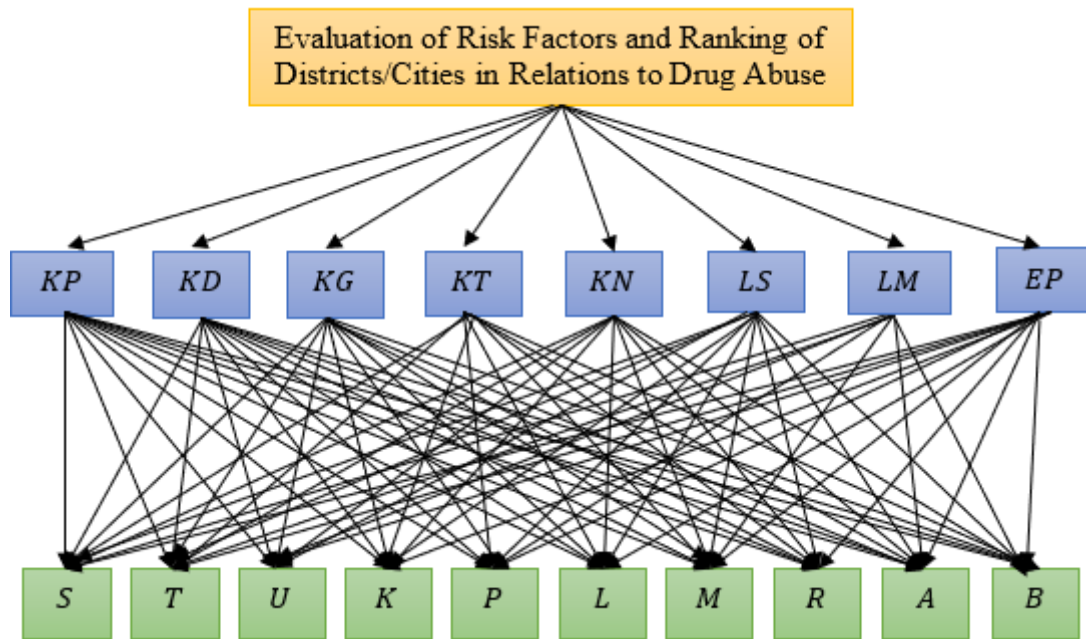 Evaluation of Risk Factors and Ranking of
Districts/Cities in Relations to Drug Abuse
KP KD KG KT KN LS LM EP
S T U K P L M R A B